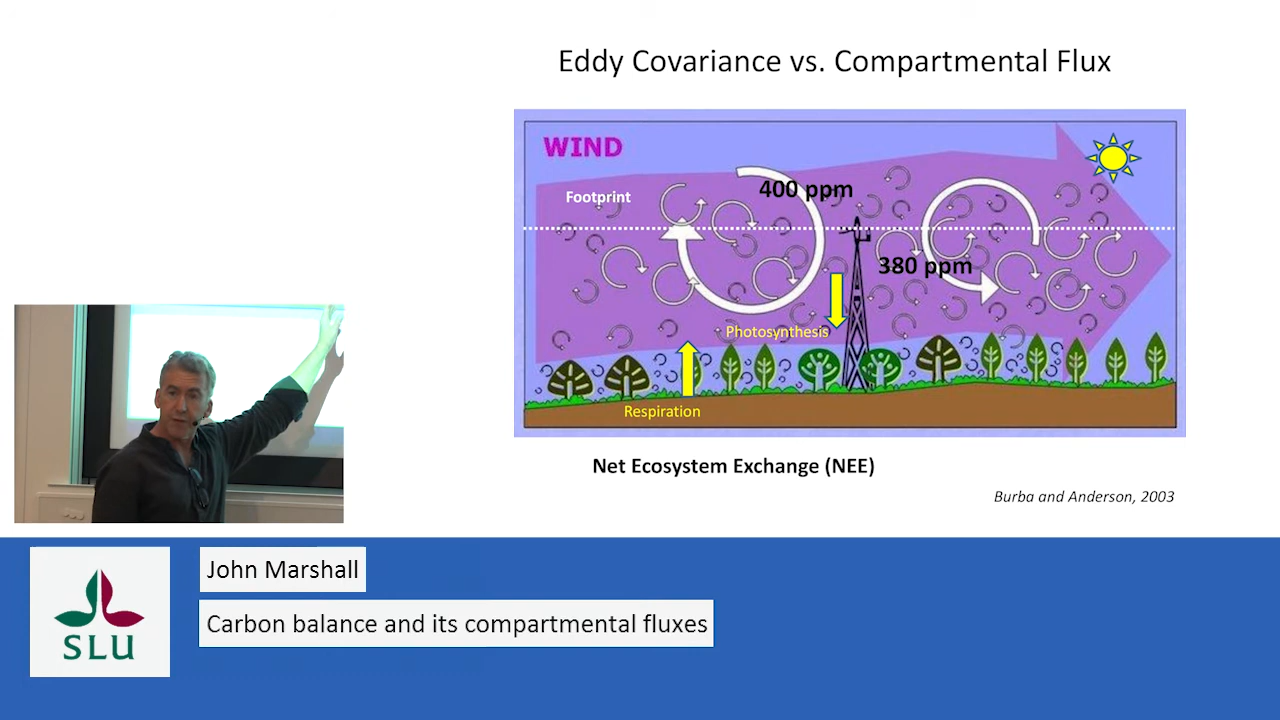 Eddy Covariance vs. Compartmental Flux
WIND
Footprint
400 ppm
380 ppm
Photosynthesis
Respiration
Net Ecosystem Exchange (NEE)
Burba and Anderson, 2003
John Marshall
Carbon balance and its compartmental fluxes
SLU